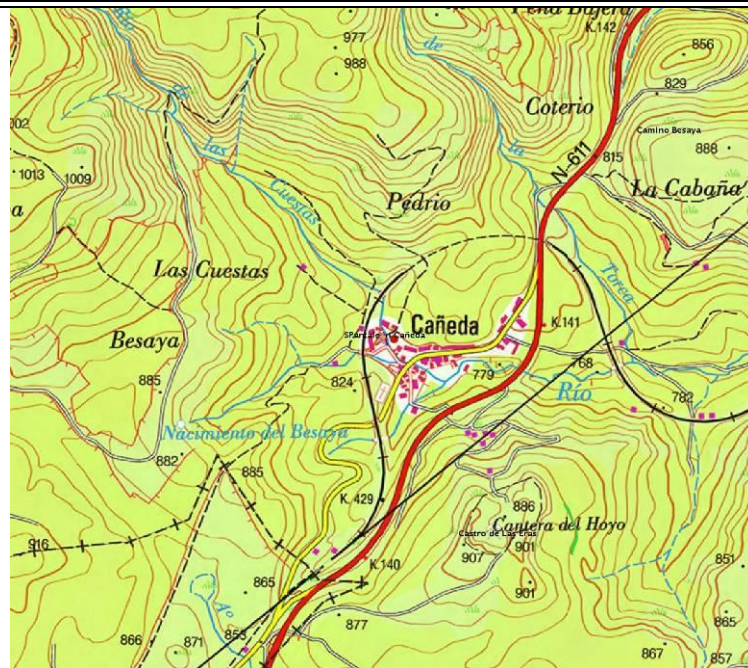 Peña Bajera
K.142
977
988
de
856
829
Coterio
Camino Besaya
de
002
la
N-611
815
888
las
1013
1009
Cuestas
Pedrio
La Cabaña
a
Las Cuestas
Torea
Cañeda
K.141
Besaya
768
779
824
885
Río
782
Nacimiento del Besaya
882
885
K. 429
886
Cantera del Hoyo
916
Castro de Las Eras
907
901
851
K.140
865
901
Aº
877
865
866
871
853
867
857